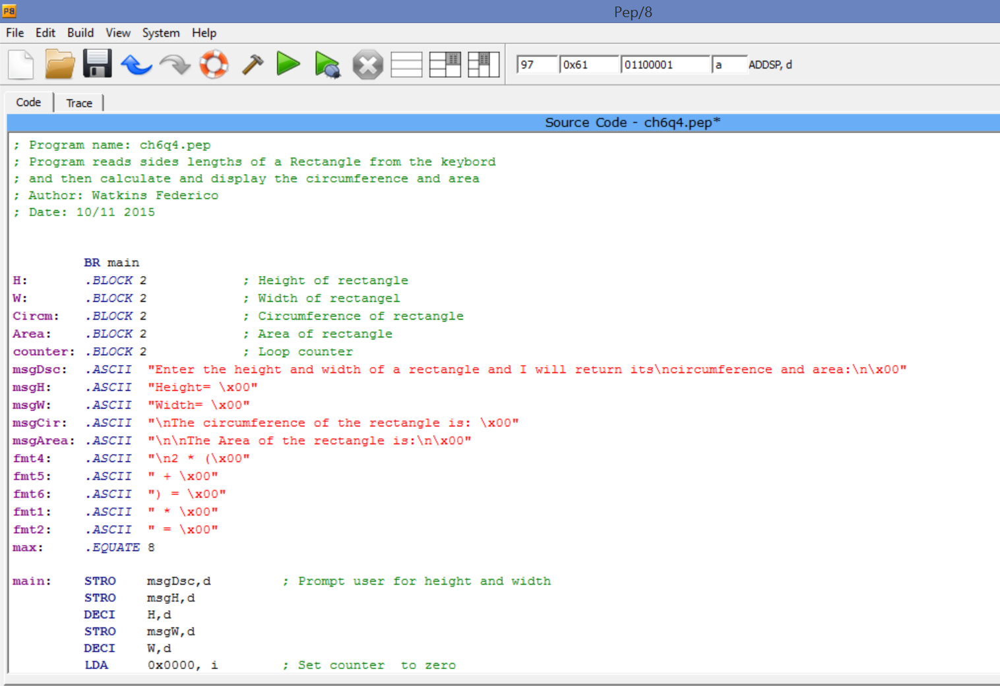 P8 Pep/8
File Edit Build View System Help
97 0x61 01100001 a ADDSP, d
Code Trace
Source Code - ch6q4.pep*
; Program name: ch6q4.pep
; Program reads sides lengths of a Rectangle from the keybord
; and then calculate and display the circumference and area
; Author: Watkins Federico
; Date: 10/11 2015
BR main
H: .BLOCK 2 ; Height of rectangle
W: .BLOCK 2 ; Width of rectangel
Circm: .BLOCK 2 ; Circumference of rectangle
Area: .BLOCK 2 ; Area of rectangle
counter: .BLOCK 2 ; Loop counter
msgDsc: .ASCII "Enter the height and width of a rectangle and I will return its\ncircumference and area:\n\x00"
msgH: .ASCII "Height= \x00"
msgW: .ASCII "Width= \x00"
msgCir: .ASCII "\nThe circumference of the rectangle is: \x00"
msgArea: .ASCII "\n\nThe Area of the rectangle is:\n\x00"
fmt4: .ASCII "\n2 * (\x00"
fmt5: .ASCII " + \x00"
fmt6: .ASCII ") = \x00"
fmt1: .ASCII " * \x00"
fmt2: .ASCII " = \x00"
max: .EQUATE 8
main: STRO msgDsc,d ; Prompt user for height and width
STRO msgH,d
DECI H,d
STRO msgW,d
DECI W,d
LDA 0x0000, i ; Set counter  to zero